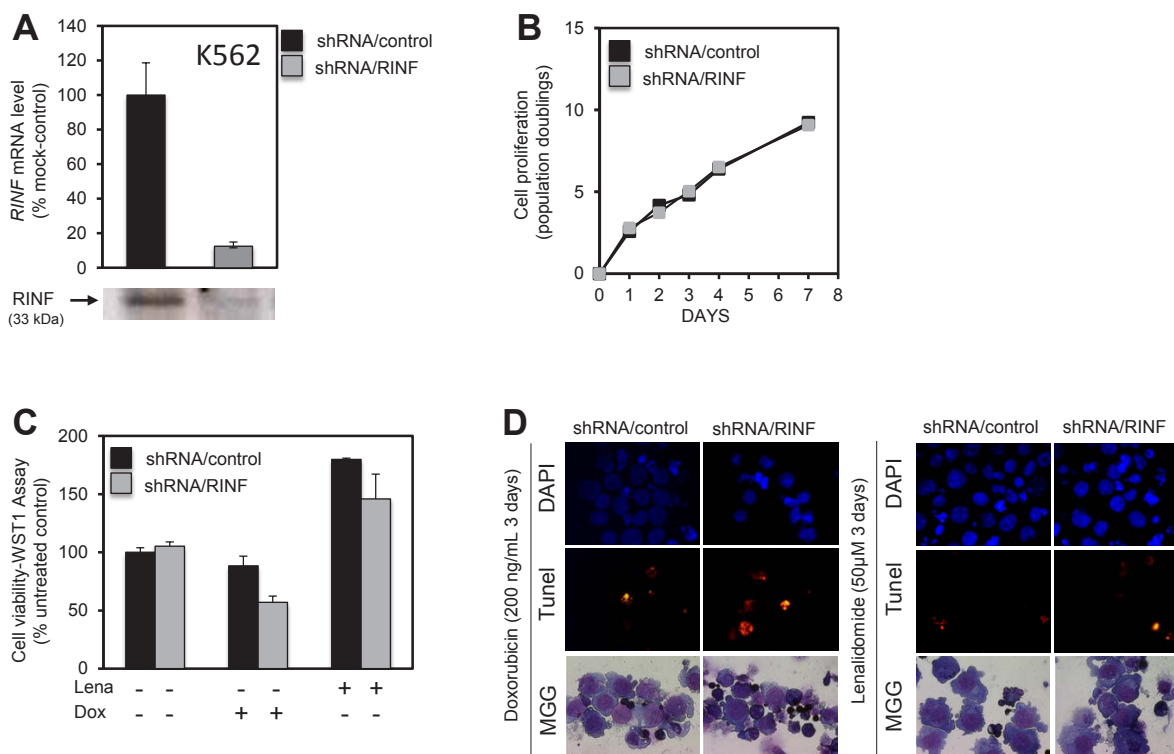 A
K562
shRNA/control
shRNA/RINF
RINF mRNA level
(% mock-control)
140
120
100
80
60
40
20
0
RINF
(33 kDa)
B
shRNA/control
shRNA/RINF
Cell proliferation
(population doublings)
15
10
5
0
0 1 2 3 4 5 6 7 8
DAYS
C
shRNA/control
shRNA/RINF
Cell viability-WST1 Assay
(% untreated control)
200
150
100
50
0
Lena - - - - + +
Dox - - + + - -
D
shRNA/control shRNA/RINF
Doxorubicin (200 ng/mL 3 days)
DAPI
Tunel
MGG
shRNA/control shRNA/RINF
Lenalidomide (50µM 3 days)
DAPI
Tunel
MGG